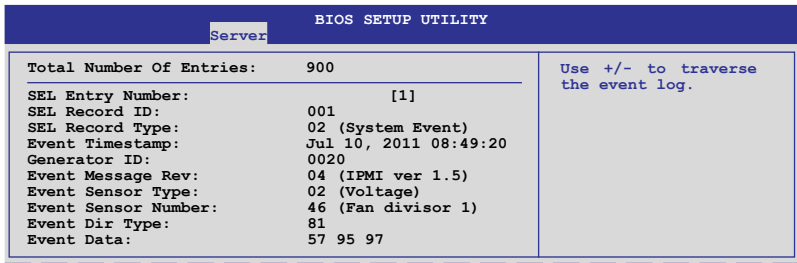 BIOS SETUP UTILITY
Server
Total Number Of Entries: 900
SEL Entry Number: [1]
SEL Record ID: 001
SEL Record Type: 02 (System Event)
Event Timestamp: Jul 10, 2011 08:49:20
Generator ID: 0020
Event Message Rev: 04 (IPMI ver 1.5)
Event Sensor Type: 02 (Voltage)
Event Sensor Number: 46 (Fan divisor 1)
Event Dir Type: 81
Event Data: 57 95 97
Use +/- to traverse
the event log.